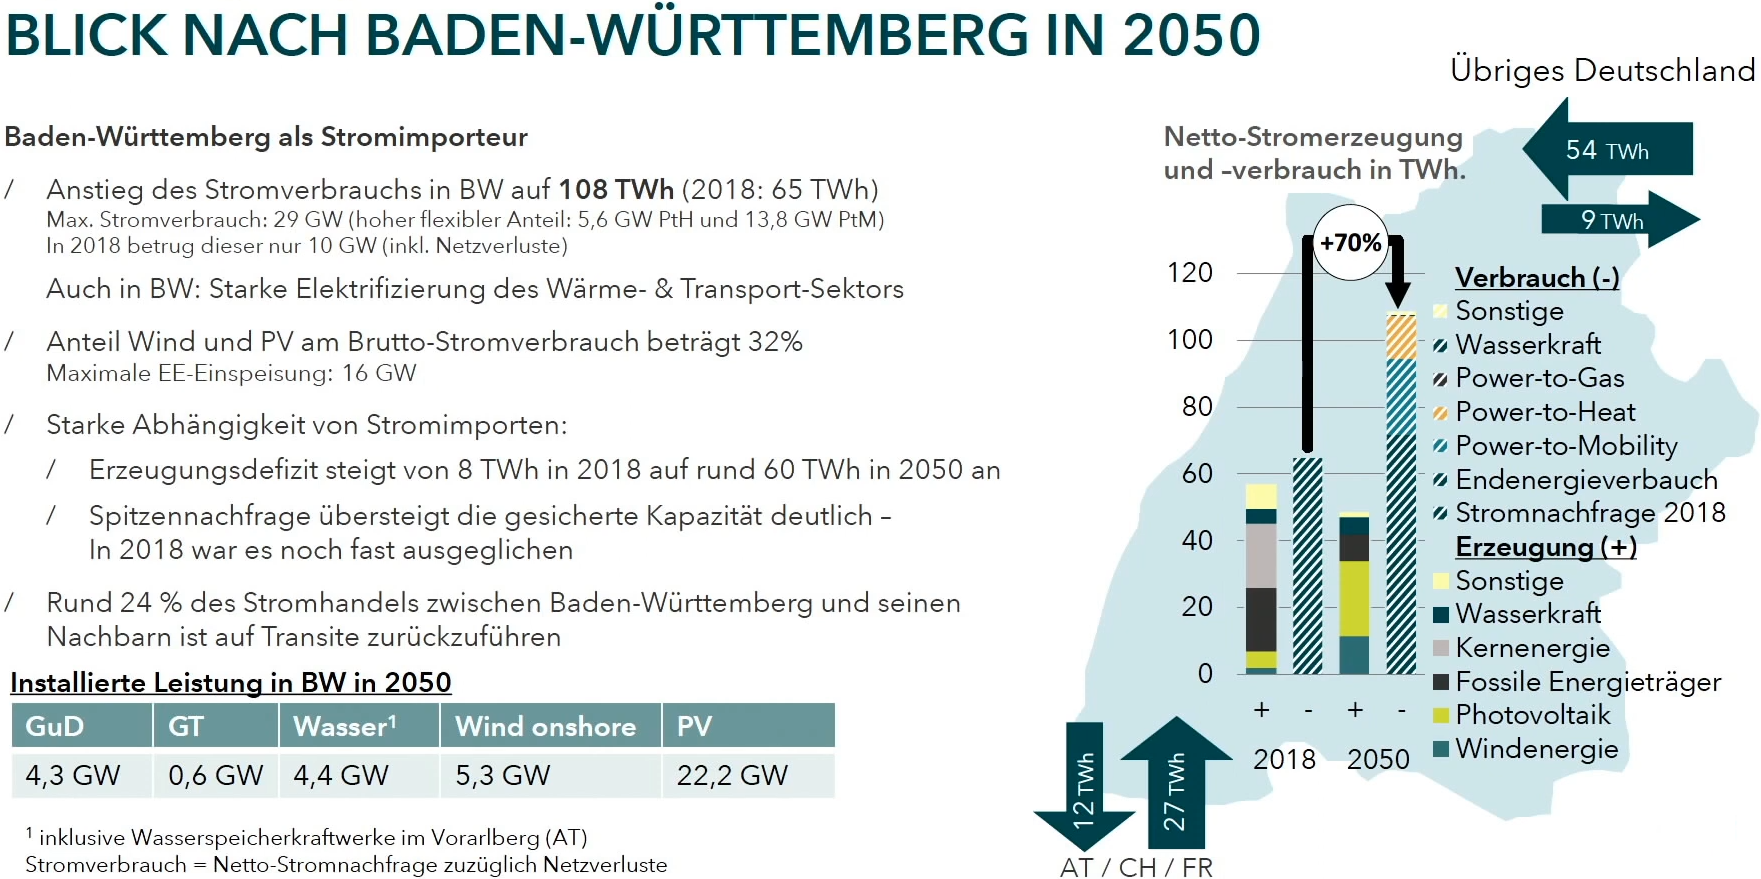 BLICK NACH BADEN-WÜRTTEMBERG IN 2050
Übriges Deutschland
54 TWh
9 TWh
Baden-Württemberg als Stromimporteur
/ Anstieg des Stromverbrauchs in BW auf 108 TWh (2018: 65 TWh)
Max. Stromverbrauch: 29 GW (hoher flexibler Anteil: 5,6 GW PtH und 13,8 GW PtM)
In 2018 betrug dieser nur 10 GW (inkl. Netzverluste)
Auch in BW: Starke Elektrifizierung des Wärme- & Transport-Sektors
/ Anteil Wind und PV am Brutto-Stromverbrauch beträgt 32%
Maximale EE-Einspeisung: 16 GW
/ Starke Abhängigkeit von Stromimporten:
/ Erzeugungsdefizit steigt von 8 TWh in 2018 auf rund 60 TWh in 2050 an
/ Spitzennachfrage übersteigt die gesicherte Kapazität deutlich –
In 2018 war es noch fast ausgeglichen
/ Rund 24 % des Stromhandels zwischen Baden-Württemberg und seinen
Nachbarn ist auf Transite zurückzuführen
Installierte Leistung in BW in 2050
GuD GT Wasser¹ Wind onshore PV
4,3 GW 0,6 GW 4,4 GW 5,3 GW 22,2 GW
¹ inklusive Wasserspeicherkraftwerke im Vorarlberg (AT)
Stromverbrauch = Netto-Stromnachfrage zuzüglich Netzverluste
Netto-Stromerzeugung
und –verbrauch in TWh.
+70%
120
100
80
60
40
20
0
+ - + -
2018 2050
Verbrauch (-)
Sonstige
Wasserkraft
Power-to-Gas
Power-to-Heat
Power-to-Mobility
Endenergieverbauch
Stromnachfrage 2018
Erzeugung (+)
Sonstige
Wasserkraft
Kernenergie
Fossile Energieträger
Photovoltaik
Windenergie
12 TWh
27 TWh
AT / CH / FR